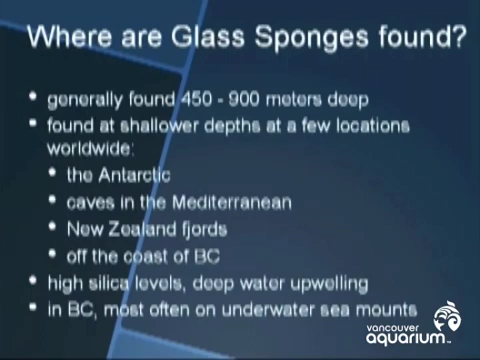 Where are Glass Sponges found?
• generally found 450 - 900 meters deep
• found at shallower depths at a few locations
worldwide:
• the Antarctic
• caves in the Mediterranean
• New Zealand fjords
• off the coast of BC
• high silica levels, deep water upwelling
• in BC, most often on underwater sea mounts
vancouver
aquarium